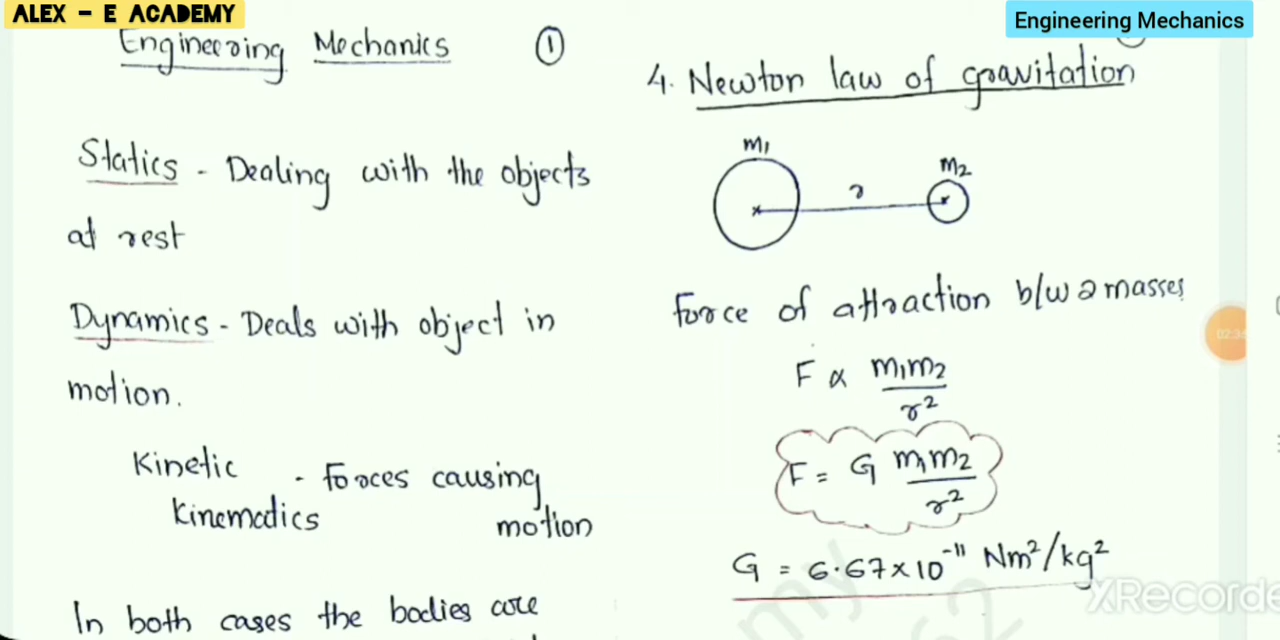 ALEX - E ACADEMY
Engineering Mechanics
Engineering Mechanics ①
Statics - Dealing with the objects
at rest
Dynamics - Deals with object in
motion.
Kinetic - Forces causing
Kinematics motion
In both cases the bodies are
4. Newton law of gravitation
m₁
m₂
r
Force of attraction b/w 2 masses
F ∝ m₁m₂
r²
F = G m₁m₂
r²
G = 6.67×10⁻¹¹ Nm²/kg²
XRecorde